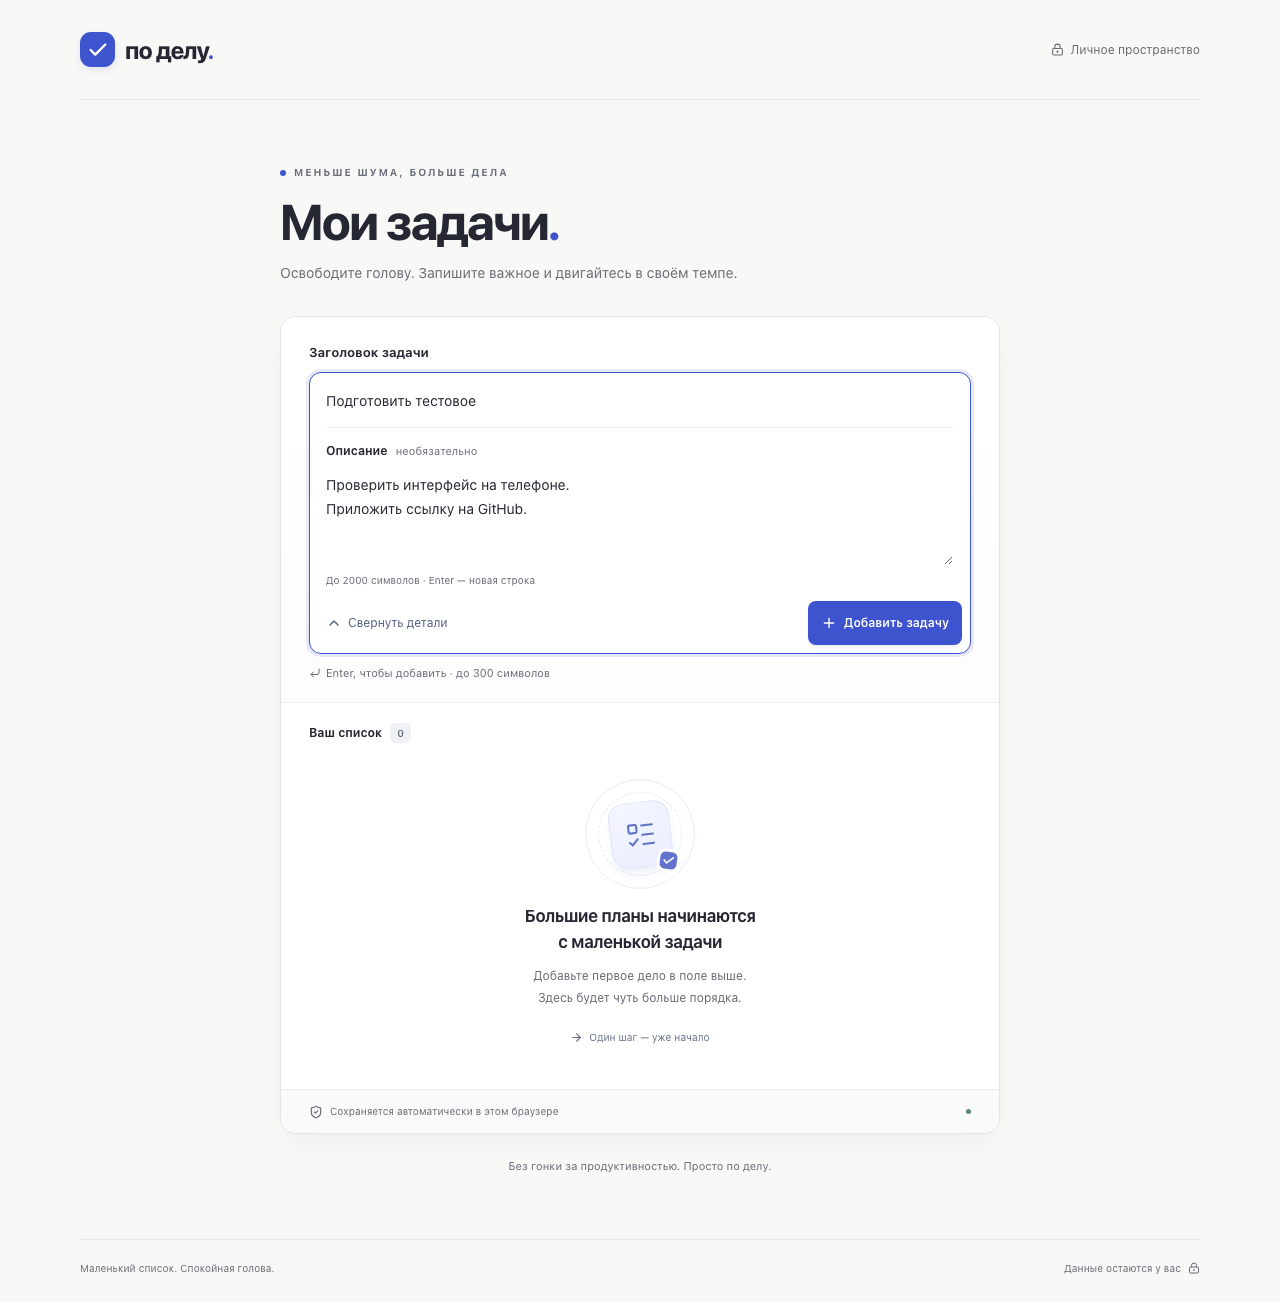 по делу.
Личное пространство
МЕНЬШЕ ШУМА, БОЛЬШЕ ДЕЛА
Мои задачи.
Освободите голову. Запишите важное и двигайтесь в своём темпе.
Заголовок задачи
Подготовить тестовое
Описание необязательно
Проверить интерфейс на телефоне.
Приложить ссылку на GitHub.
До 2000 символов · Enter — новая строка
Свернуть детали
Добавить задачу
Enter, чтобы добавить · до 300 символов
Ваш список 0
Большие планы начинаются
с маленькой задачи
Добавьте первое дело в поле выше.
Здесь будет чуть больше порядка.
Один шаг — уже начало
Сохраняется автоматически в этом браузере
Без гонки за продуктивностью. Просто по делу.
Маленький список. Спокойная голова.
Данные остаются у вас